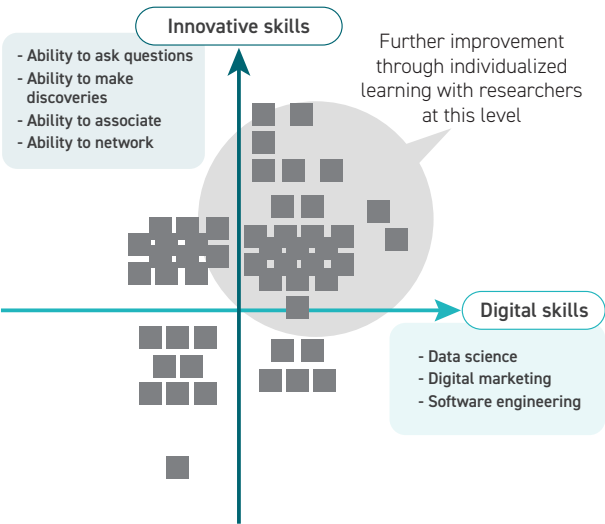 Innovative skills
- Ability to ask questions
- Ability to make
discoveries
- Ability to associate
- Ability to network
Further improvement
through individualized
learning with researchers
at this level
Digital skills
- Data science
- Digital marketing
- Software engineering